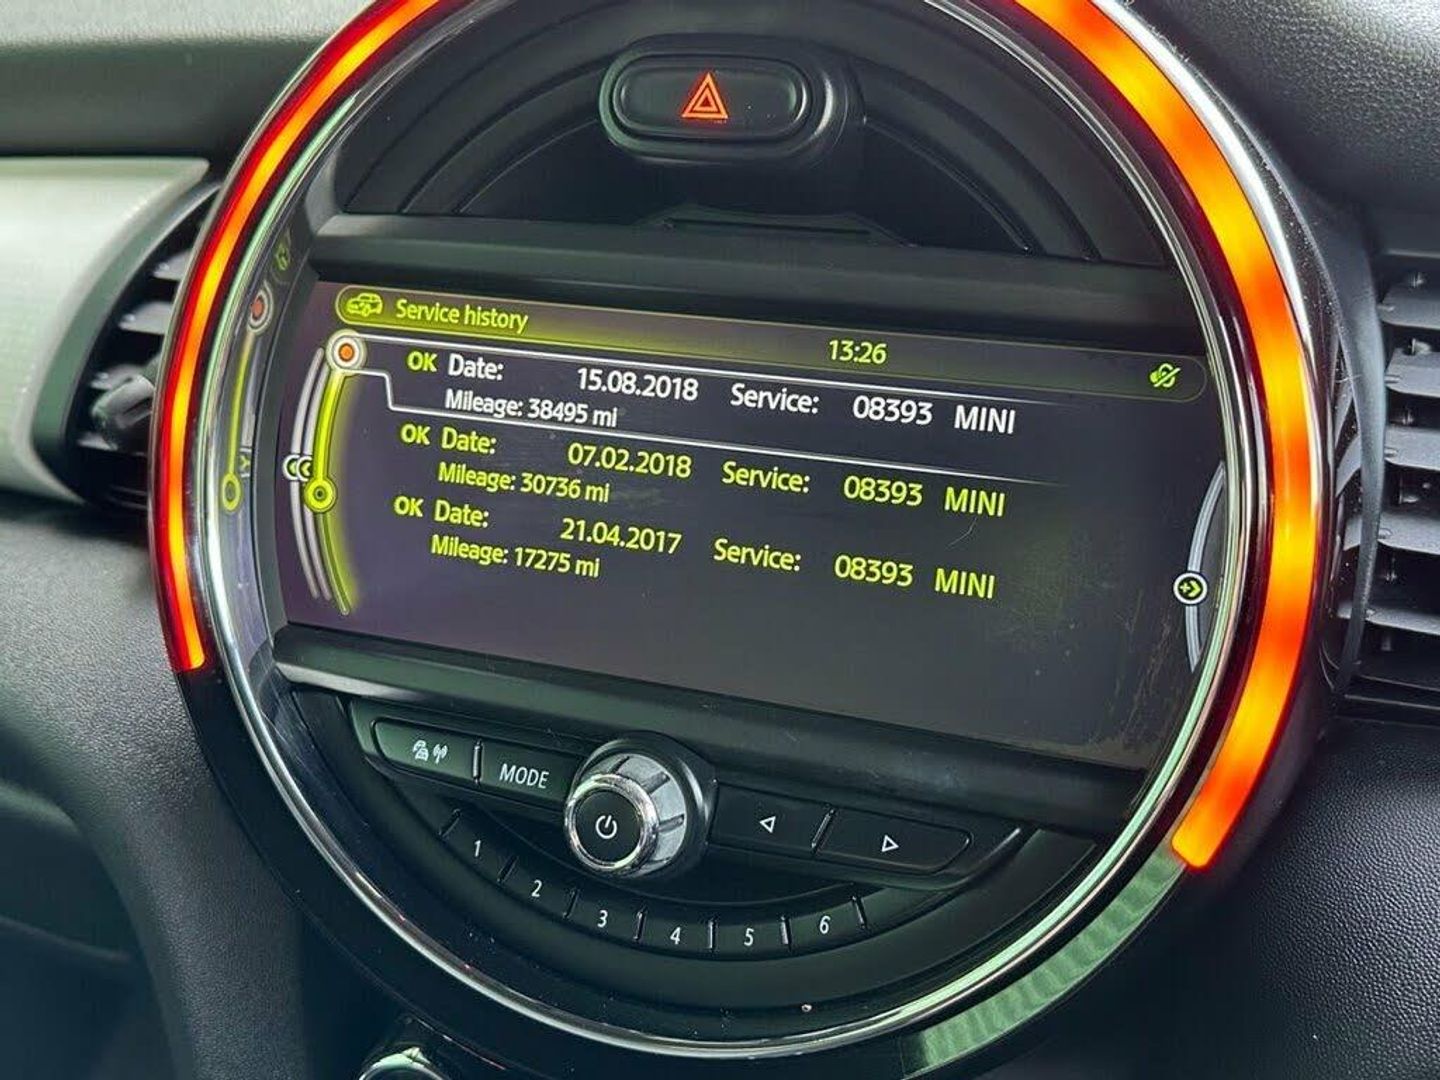 Service history
13:26
OK Date: 15.08.2018 Service: 08393 MINI
Mileage: 38495 mi
OK Date: 07.02.2018 Service: 08393 MINI
Mileage: 30736 mi
OK Date: 21.04.2017 Service: 08393 MINI
Mileage: 17275 mi
MODE
1 2 3 4 5 6